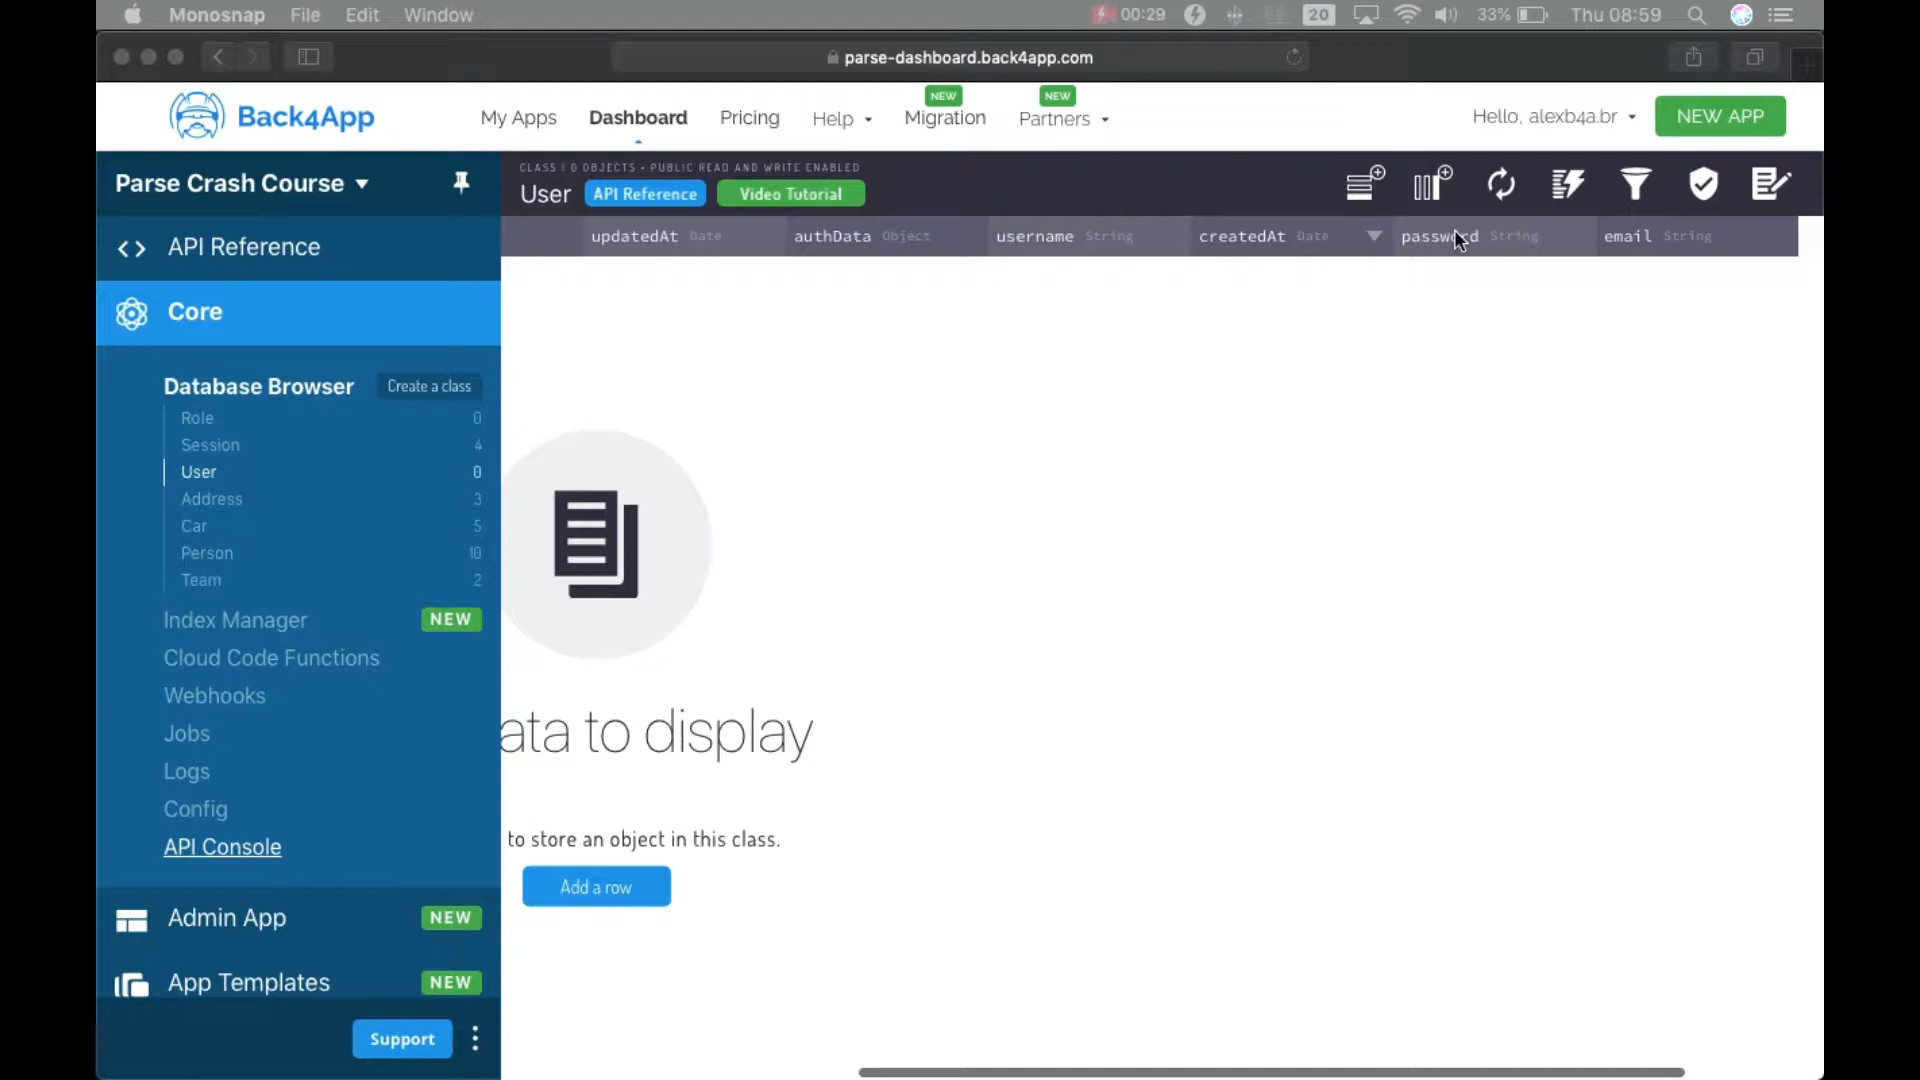 Monosnap File Edit Window 00:29 20 33% Thu 08:59
parse-dashboard.back4app.com
Back4App My Apps Dashboard Pricing Help NEW Migration NEW Partners Hello, alexb4a.br NEW APP
Parse Crash Course
CLASS | 0 OBJECTS • PUBLIC READ AND WRITE ENABLED
User API Reference Video Tutorial
updatedAt Date authData Object username String createdAt Date password String email String
API Reference
Core
Database Browser Create a class
Role 0
Session 4
User 0
Address 3
Car 5
Person 10
Team 2
Index Manager NEW
Cloud Code Functions
Webhooks
Jobs
Logs
Config
API Console
Admin App NEW
App Templates NEW
Support
ata to display
to store an object in this class.
Add a row